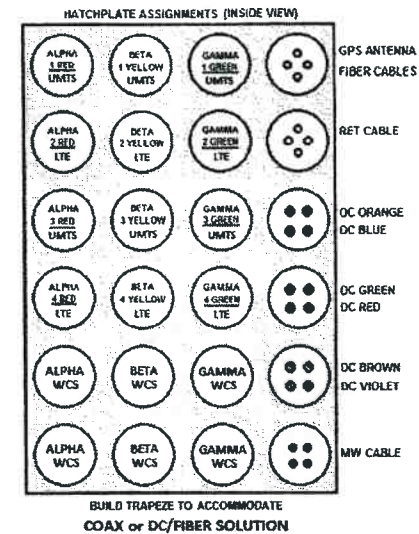 HATCHPLATE ASSIGNMENTS (INSIDE VIEW)
ALPHA
1 RED
UMTS
BETA
1 YELLOW
UMTS
GAMMA
1 GREEN
UMTS
GPS ANTENNA
FIBER CABLES
ALPHA
2 RED
LTE
BETA
2 YELLOW
LTE
GAMMA
2 GREEN
LTE
RET CABLE
ALPHA
3 RED
UMTS
BETA
3 YELLOW
UMTS
GAMMA
3 GREEN
UMTS
DC ORANGE
DC BLUE
ALPHA
4 RED
LTE
BETA
4 YELLOW
LTE
GAMMA
4 GREEN
LTE
DC GREEN
DC RED
ALPHA
WCS
BETA
WCS
GAMMA
WCS
DC BROWN
DC VIOLET
ALPHA
WCS
BETA
WCS
GAMMA
WCS
MW CABLE
BUILD TRAPEZE TO ACCOMMODATE
COAX or DC/FIBER SOLUTION